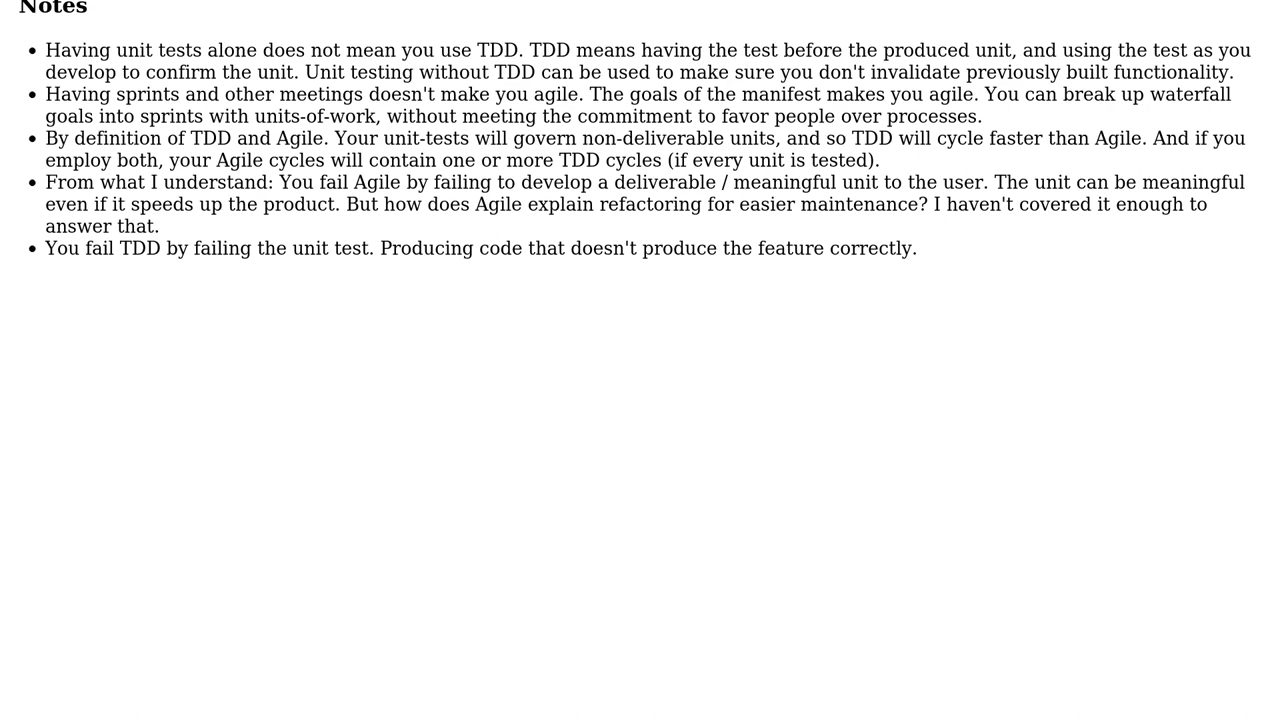 Notes
• Having unit tests alone does not mean you use TDD. TDD means having the test before the produced unit, and using the test as you
develop to confirm the unit. Unit testing without TDD can be used to make sure you don't invalidate previously built functionality.
• Having sprints and other meetings doesn't make you agile. The goals of the manifest makes you agile. You can break up waterfall
goals into sprints with units-of-work, without meeting the commitment to favor people over processes.
• By definition of TDD and Agile. Your unit-tests will govern non-deliverable units, and so TDD will cycle faster than Agile. And if you
employ both, your Agile cycles will contain one or more TDD cycles (if every unit is tested).
• From what I understand: You fail Agile by failing to develop a deliverable / meaningful unit to the user. The unit can be meaningful
even if it speeds up the product. But how does Agile explain refactoring for easier maintenance? I haven't covered it enough to
answer that.
• You fail TDD by failing the unit test. Producing code that doesn't produce the feature correctly.